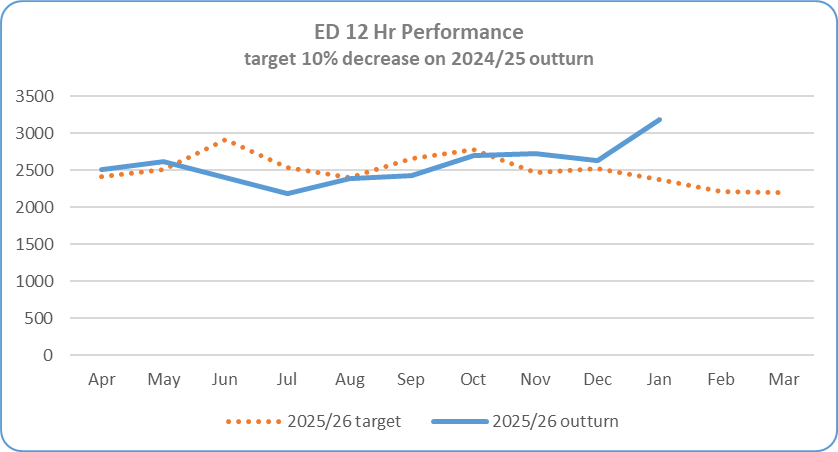 ED 12 Hr Performance
target 10% decrease on 2024/25 outturn
3500
3000
2500
2000
1500
1000
500
0
Apr May Jun Jul Aug Sep Oct Nov Dec Jan Feb Mar
2025/26 target 2025/26 outturn